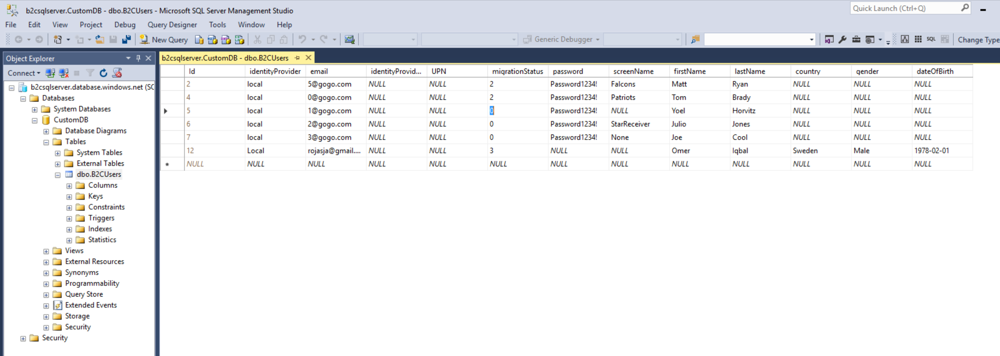 b2csqlserver.CustomDB - dbo.B2CUsers - Microsoft SQL Server Management Studio
Quick Launch (Ctrl+Q)
File Edit View Project Debug Query Designer Tools Window Help
New Query Generic Debugger SQL Change Type
Object Explorer
b2csqlserver.CustomDB - dbo.B2CUsers
Connect
b2csqlserver.database.windows.net (SC
Databases
System Databases
CustomDB
Database Diagrams
Tables
System Tables
External Tables
dbo.B2CUsers
Columns
Keys
Constraints
Triggers
Indexes
Statistics
Views
External Resources
Synonyms
Programmability
Query Store
Extended Events
Storage
Security
Security
Id identityProvider email identityProvid... UPN migrationStatus password screenName firstName lastName country gender dateOfBirth
2 local 5@gogo.com NULL NULL 2 Password1234! Falcons Matt Ryan NULL NULL NULL
4 local 0@gogo.com NULL NULL 2 Password1234! Patriots Tom Brady NULL NULL NULL
5 local 1@gogo.com NULL NULL 0 Password1234! NULL Yoel Horvitz NULL NULL NULL
6 local 2@gogo.com NULL NULL 0 Password1234! StarReceiver Julio Jones NULL NULL NULL
7 local 3@gogo.com NULL NULL 0 Password1234! None Joe Cool NULL NULL NULL
12 Local rojasja@gmail.... NULL NULL 3 NULL NULL Omer Iqbal Sweden Male 1978-02-01
NULL NULL NULL NULL NULL NULL NULL NULL NULL NULL NULL NULL NULL